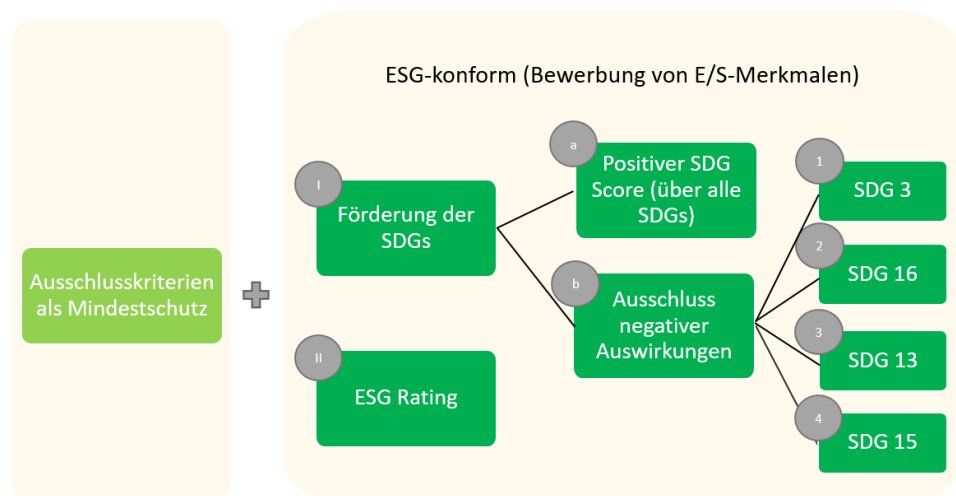 ESG-konform (Bewerbung von E/S-Merkmalen)
Ausschlusskriterien
als Mindestschutz
I
Förderung der
SDGs
II
ESG Rating
a
Positiver SDG
Score (über alle
SDGs)
b
Ausschluss
negativer
Auswirkungen
1
SDG 3
2
SDG 16
3
SDG 13
4
SDG 15